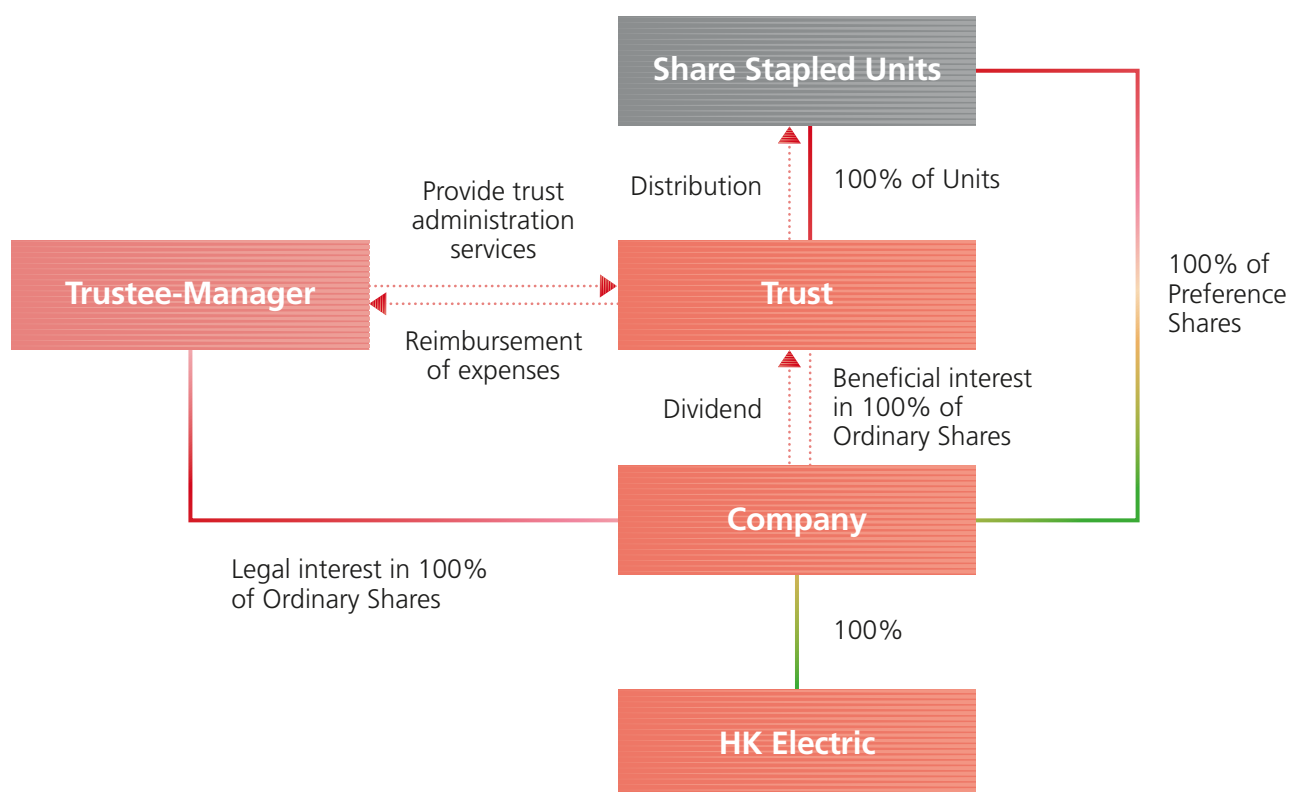 Share Stapled Units
Provide trust
administration
services
Distribution
100% of Units
Trustee-Manager
Trust
100% of
Preference
Shares
Reimbursement
of expenses
Dividend
Beneficial interest
in 100% of
Ordinary Shares
Company
Legal interest in 100%
of Ordinary Shares
100%
HK Electric